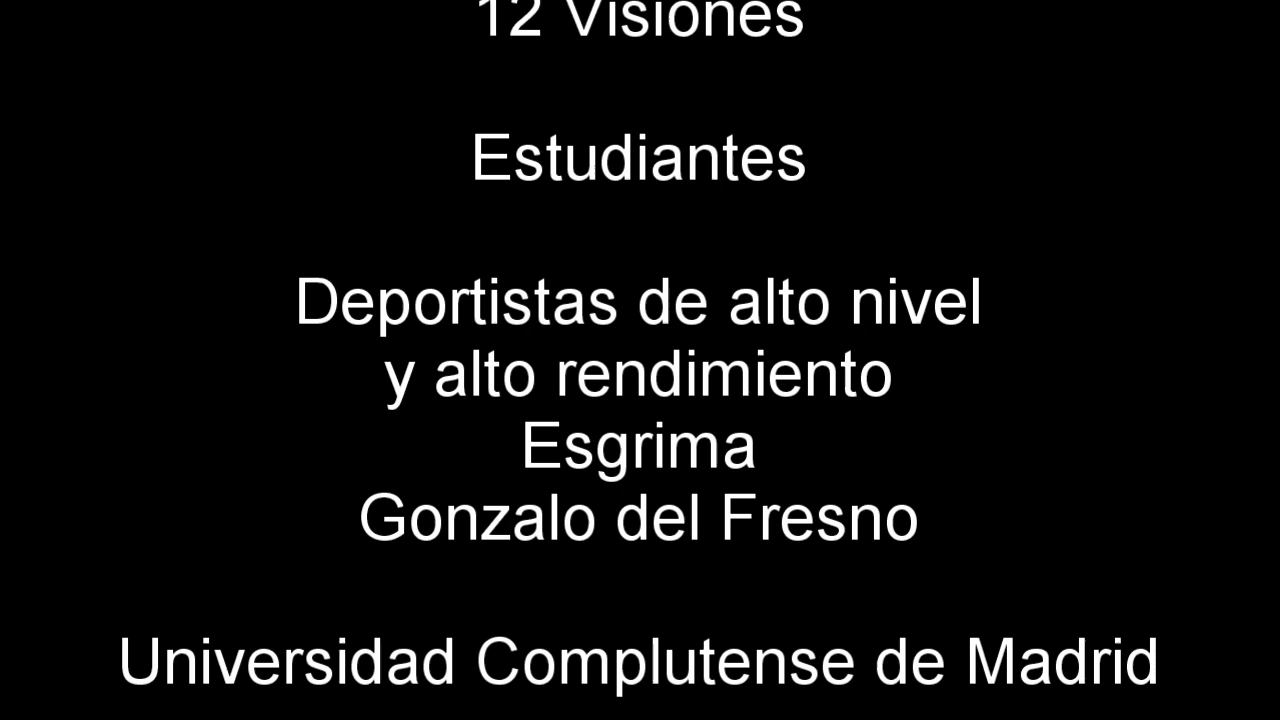 12 Visiones
Estudiantes
Deportistas de alto nivel
y alto rendimiento
Esgrima
Gonzalo del Fresno
Universidad Complutense de Madrid